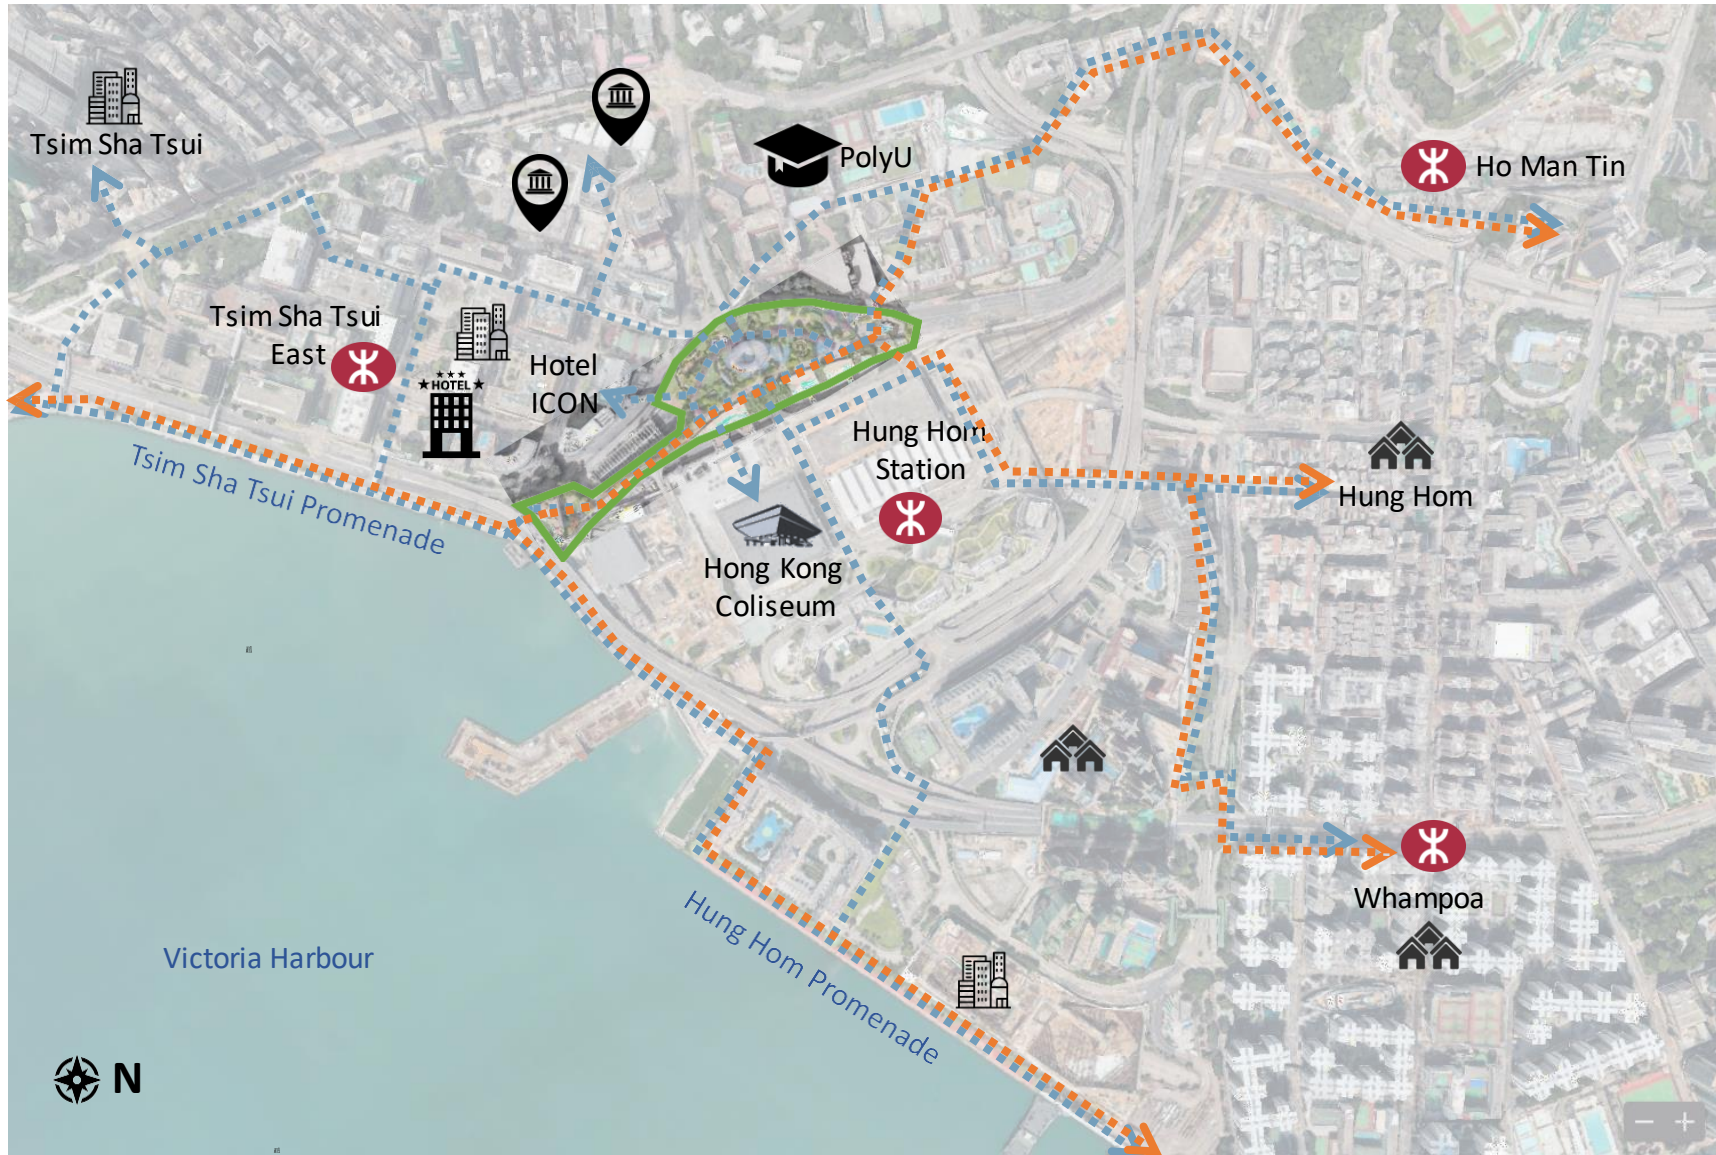 Tsim Sha Tsui
PolyU
Ho Man Tin
Tsim Sha Tsui
East
★★★
★HOTEL★
Hotel
ICON
Hung Hom
Station
Hung Hom
Tsim Sha Tsui Promenade
Hong Kong
Coliseum
Whampoa
Hung Hom Promenade
Victoria Harbour
N